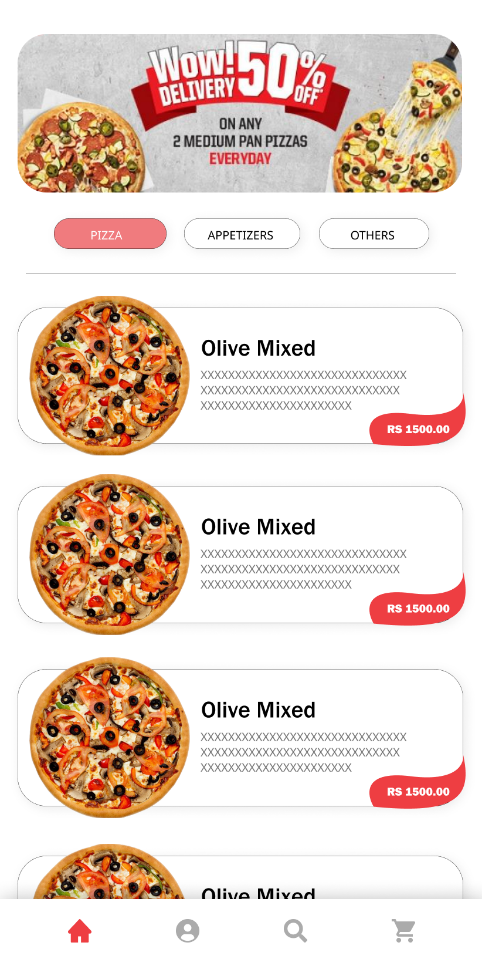 Wow! 50%
DELIVERY OFF
ON ANY
2 MEDIUM PAN PIZZAS
EVERYDAY
PIZZA
APPETIZERS
OTHERS
Olive Mixed
XXXXXXXXXXXXXXXXXXXXXXXXXXXXXX
XXXXXXXXXXXXXXXXXXXXXXXXXXXXX
XXXXXXXXXXXXXXXXXXXXXX
RS 1500.00
Olive Mixed
XXXXXXXXXXXXXXXXXXXXXXXXXXXXXX
XXXXXXXXXXXXXXXXXXXXXXXXXXXXX
XXXXXXXXXXXXXXXXXXXXXX
RS 1500.00
Olive Mixed
XXXXXXXXXXXXXXXXXXXXXXXXXXXXXX
XXXXXXXXXXXXXXXXXXXXXXXXXXXXX
XXXXXXXXXXXXXXXXXXXXXX
RS 1500.00
Olive Mixed